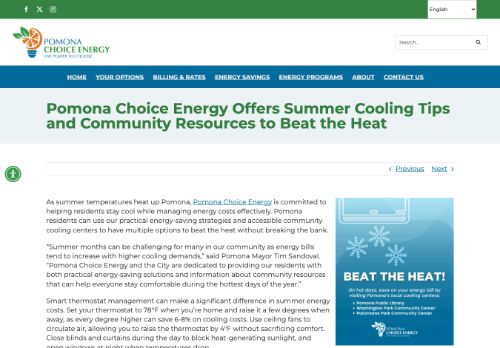 English
POMONA
CHOICE ENERGY
THE POWER TO CHOOSE
Search...
HOME YOUR OPTIONS BILLING & RATES ENERGY SAVINGS ENERGY PROGRAMS ABOUT CONTACT US
Pomona Choice Energy Offers Summer Cooling Tips
and Community Resources to Beat the Heat
Previous Next
As summer temperatures heat up Pomona, Pomona Choice Energy is committed to
helping residents stay cool while managing energy costs effectively. Pomona
residents can use our practical energy-saving strategies and accessible community
cooling centers to have multiple options to beat the heat without breaking the bank.
“Summer months can be challenging for many in our community as energy bills
tend to increase with higher cooling demands,” said Pomona Mayor Tim Sandoval.
“Pomona Choice Energy and the City are dedicated to providing our residents with
both practical energy-saving solutions and information about community resources
that can help everyone stay comfortable during the hottest days of the year.”
Smart thermostat management can make a significant difference in summer energy
costs. Set your thermostat to 78°F when you're home and raise it a few degrees when
away, as every degree higher can save 6-8% on cooling costs. Use ceiling fans to
circulate air, allowing you to raise the thermostat by 4°F without sacrificing comfort.
Close blinds and curtains during the day to block heat-generating sunlight, and
open windows at night when temperatures drop.
BEAT THE HEAT!
On hot days, save on your energy bill by
visiting Pomona's local cooling centers:
Pomona Public Library
Washington Park Community Center
Palomares Park Community Center
POMONA
CHOICE ENERGY